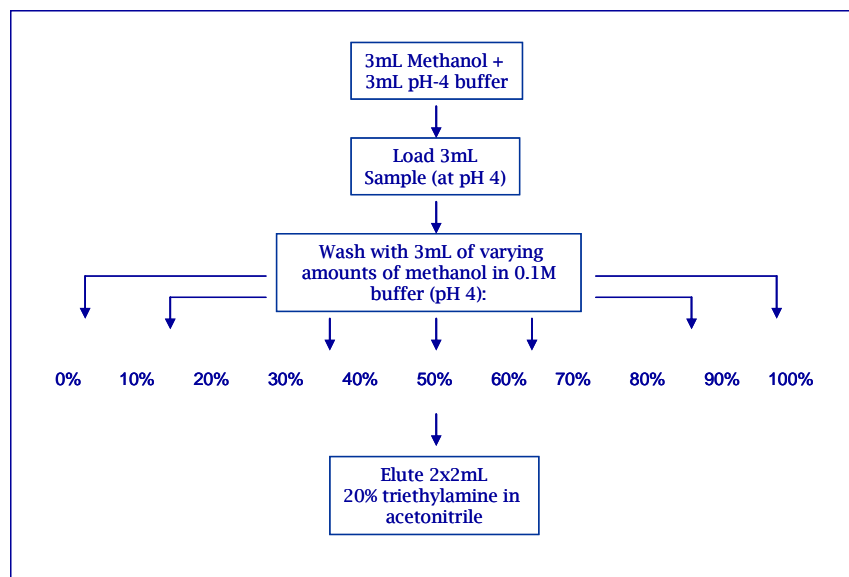 3mL Methanol +
3mL pH-4 buffer
Load 3mL
Sample (at pH 4)
Wash with 3mL of varying
amounts of methanol in 0.1M
buffer (pH 4):
0% 10% 20% 30% 40% 50% 60% 70% 80% 90% 100%
Elute 2x2mL
20% triethylamine in
acetonitrile